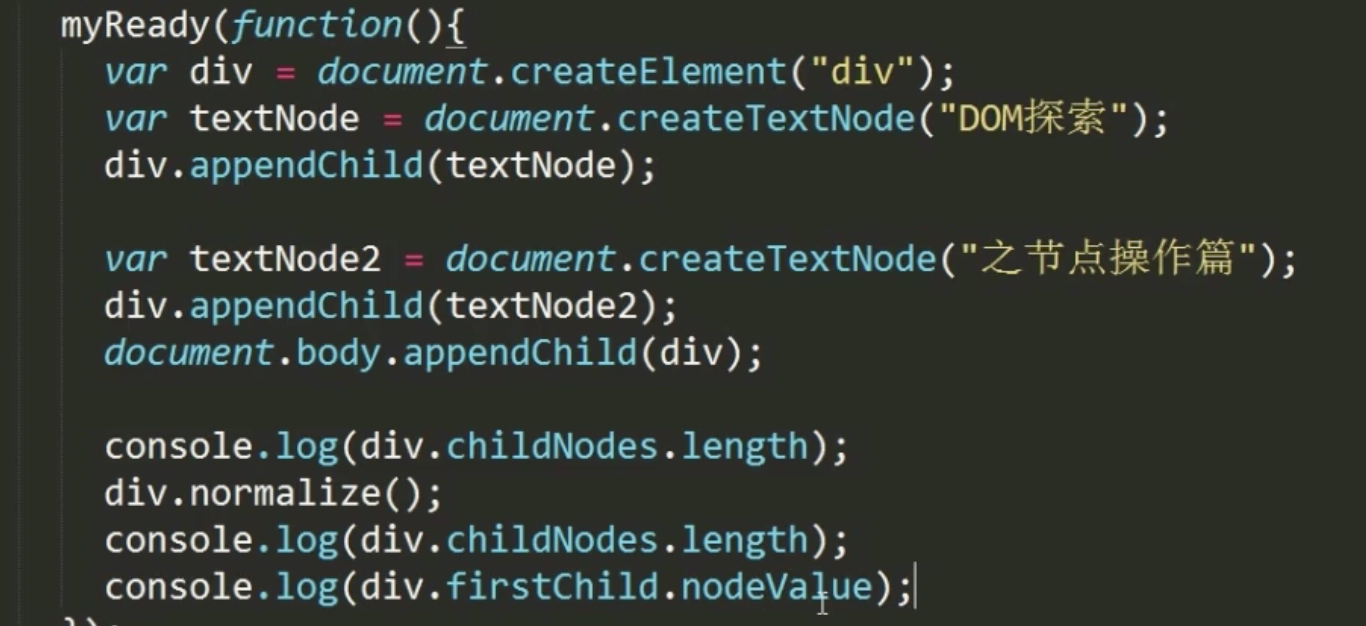 myReady(function(){
var div = document.createElement("div");
var textNode = document.createTextNode("DOM探索");
div.appendChild(textNode);
var textNode2 = document.createTextNode("之节点操作篇");
div.appendChild(textNode2);
document.body.appendChild(div);
console.log(div.childNodes.length);
div.normalize();
console.log(div.childNodes.length);
console.log(div.firstChild.nodeValue);